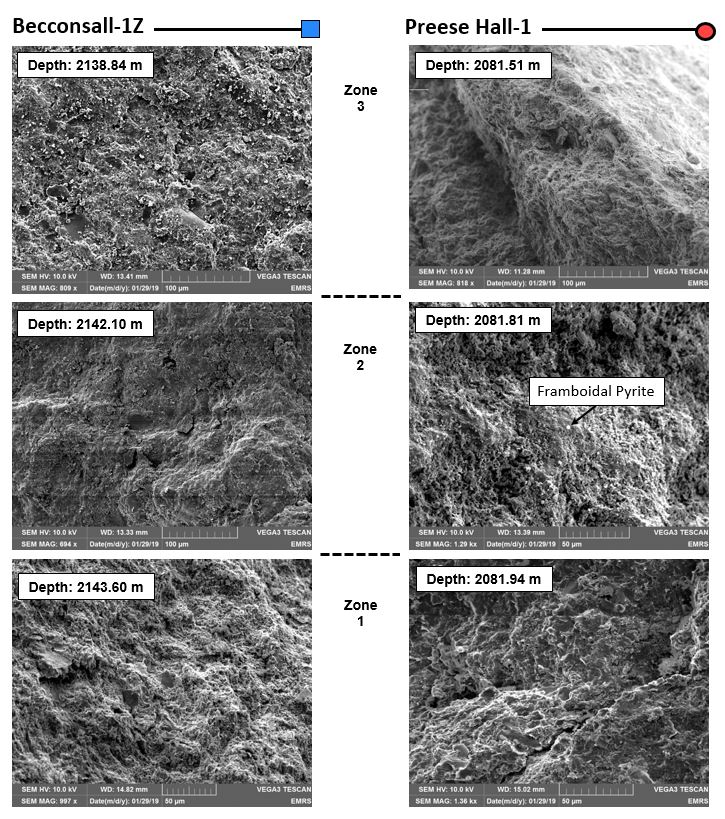 Becconsall-1Z
Preese Hall-1
Depth: 2138.84 m
SEM HV: 10.0 kV WD: 13.41 mm VEGA3 TESCAN
SEM MAG: 809 x Date(m/d/y): 01/29/19 100 µm EMRS
Zone
3
Depth: 2081.51 m
SEM HV: 10.0 kV WD: 11.28 mm VEGA3 TESCAN
SEM MAG: 818 x Date(m/d/y): 01/29/19 100 µm EMRS
Depth: 2142.10 m
SEM HV: 10.0 kV WD: 13.33 mm VEGA3 TESCAN
SEM MAG: 694 x Date(m/d/y): 01/29/19 100 µm EMRS
Zone
2
Depth: 2081.81 m
Framboidal Pyrite
SEM HV: 10.0 kV WD: 13.39 mm VEGA3 TESCAN
SEM MAG: 1.29 kx Date(m/d/y): 01/29/19 50 µm EMRS
Depth: 2143.60 m
SEM HV: 10.0 kV WD: 14.82 mm VEGA3 TESCAN
SEM MAG: 997 x Date(m/d/y): 01/29/19 50 µm EMRS
Zone
1
Depth: 2081.94 m
SEM HV: 10.0 kV WD: 15.02 mm VEGA3 TESCAN
SEM MAG: 1.36 kx Date(m/d/y): 01/29/19 50 µm EMRS